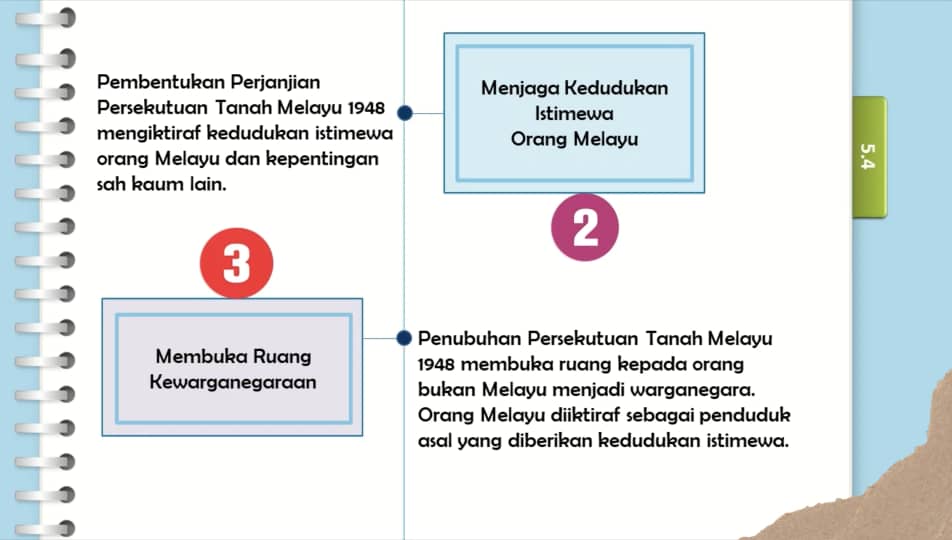 Pembentukan Perjanjian
Persekutuan Tanah Melayu 1948
mengiktiraf kedudukan istimewa
orang Melayu dan kepentingan
sah kaum lain.
Menjaga Kedudukan
Istimewa
Orang Melayu
2
5.4
3
Membuka Ruang
Kewarganegaraan
Penubuhan Persekutuan Tanah Melayu
1948 membuka ruang kepada orang
bukan Melayu menjadi warganegara.
Orang Melayu diiktiraf sebagai penduduk
asal yang diberikan kedudukan istimewa.